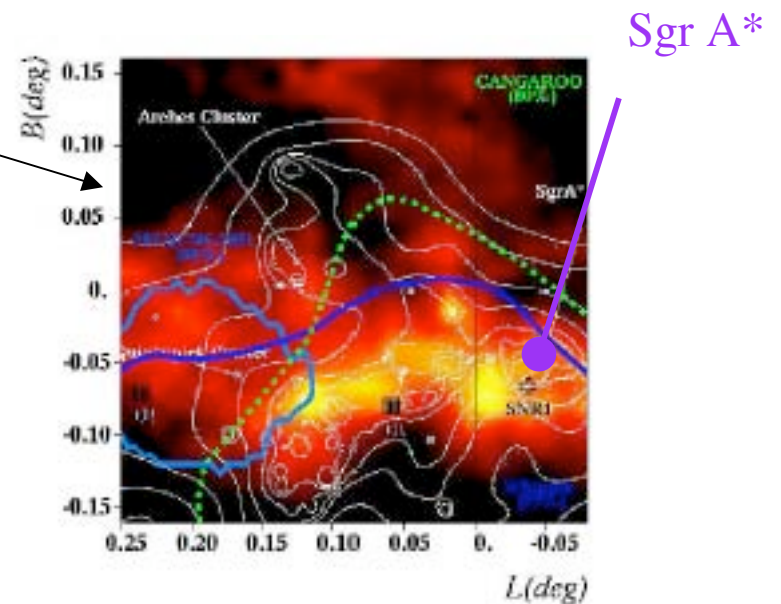 Sgr A*
B(deg)
0.15
CANGAROO
(80%)
Arches Cluster
0.10
SgrA*
0.05
0.
-0.05
SNR1
-0.10
-0.15
0.25 0.20 0.15 0.10 0.05 0. -0.05
L(deg)